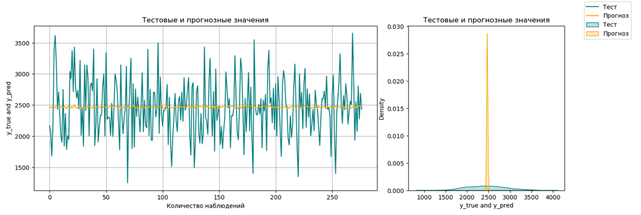 Тестовые и прогнозные значения
y_true and y_pred
3500
3000
2500
2000
1500
0
50
100
150
200
250
Количество наблюдений
Тестовые и прогнозные значения
Density
0.030
0.025
0.020
0.015
0.010
0.005
0.000
1000
1500
2000
2500
3000
3500
4000
y_true and y_pred
Тест
Прогноз
Тест
Прогноз